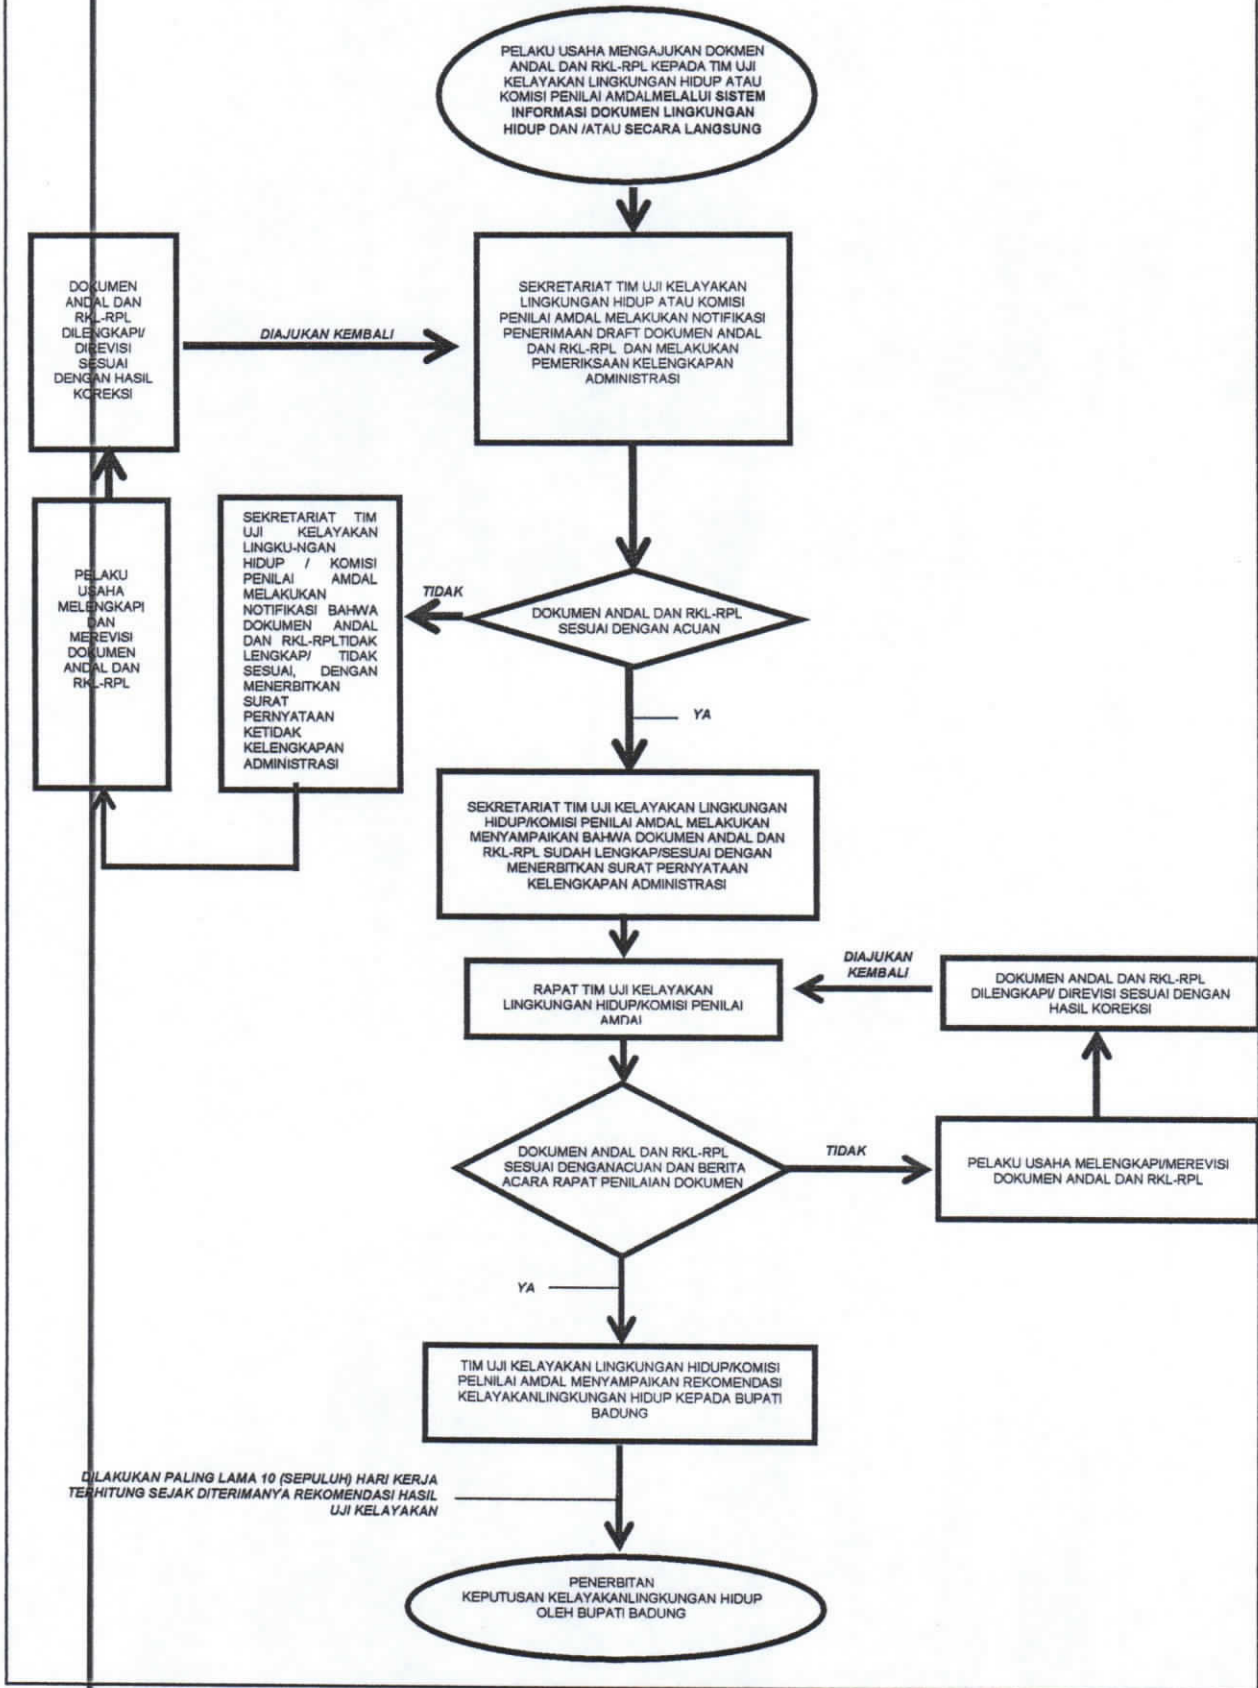 PELAKU USAHA MENGAJUKAN DOKMEN
ANDAL DAN RKL-RPL KEPADA TIM UJI
KELAYAKAN LINGKUNGAN HIDUP ATAU
KOMISI PENILAI AMDALMELALUI SISTEM
INFORMASI DOKUMEN LINGKUNGAN
HIDUP DAN /ATAU SECARA LANGSUNG
DOKUMEN
ANDAL DAN
RKL-RPL
DILENGKAPI/
DIREVISI
SESUAI
DENGAN HASIL
KOREKSI
DIAJUKAN KEMBALI
SEKRETARIAT TIM UJI KELAYAKAN
LINGKUNGAN HIDUP ATAU KOMISI
PENILAI AMDAL MELAKUKAN NOTIFIKASI
PENERIMAAN DRAFT DOKUMEN ANDAL
DAN RKL-RPL DAN MELAKUKAN
PEMERIKSAAN KELENGKAPAN
ADMINISTRASI
PELAKU
USAHA
MELENGKAPI
DAN
MEREVISI
DOKUMEN
ANDAL DAN
RKL-RPL
SEKRETARIAT TIM
UJI KELAYAKAN
LINGKU-NGAN
HIDUP / KOMISI
PENILAI AMDAL
MELAKUKAN
NOTIFIKASI BAHWA
DOKUMEN ANDAL
DAN RKL-RPLTIDAK
LENGKAP/ TIDAK
SESUAI, DENGAN
MENERBITKAN
SURAT
PERNYATAAN
KETIDAK
KELENGKAPAN
ADMINISTRASI
TIDAK
DOKUMEN ANDAL DAN RKL-RPL
SESUAI DENGAN ACUAN
YA
SEKRETARIAT TIM UJI KELAYAKAN LINGKUNGAN
HIDUP/KOMISI PENILAI AMDAL MELAKUKAN
MENYAMPAIKAN BAHWA DOKUMEN ANDAL DAN
RKL-RPL SUDAH LENGKAP/SESUAI DENGAN
MENERBITKAN SURAT PERNYATAAN
KELENGKAPAN ADMINISTRASI
RAPAT TIM UJI KELAYAKAN
LINGKUNGAN HIDUP/KOMISI PENILAI
AMDAL
DIAJUKAN
KEMBALI
DOKUMEN ANDAL DAN RKL-RPL
DILENGKAPI/ DIREVISI SESUAI DENGAN
HASIL KOREKSI
DOKUMEN ANDAL DAN RKL-RPL
SESUAI DENGANACUAN DAN BERITA
ACARA RAPAT PENILAIAN DOKUMEN
TIDAK
PELAKU USAHA MELENGKAPI/MEREVISI
DOKUMEN ANDAL DAN RKL-RPL
YA
TIM UJI KELAYAKAN LINGKUNGAN HIDUP/KOMISI
PELNILAI AMDAL MENYAMPAIKAN REKOMENDASI
KELAYAKANLINGKUNGAN HIDUP KEPADA BUPATI
BADUNG
DILAKUKAN PALING LAMA 10 (SEPULUH) HARI KERJA
TERHITUNG SEJAK DITERIMANYA REKOMENDASI HASIL
UJI KELAYAKAN
PENERBITAN
KEPUTUSAN KELAYAKANLINGKUNGAN HIDUP
OLEH BUPATI BADUNG